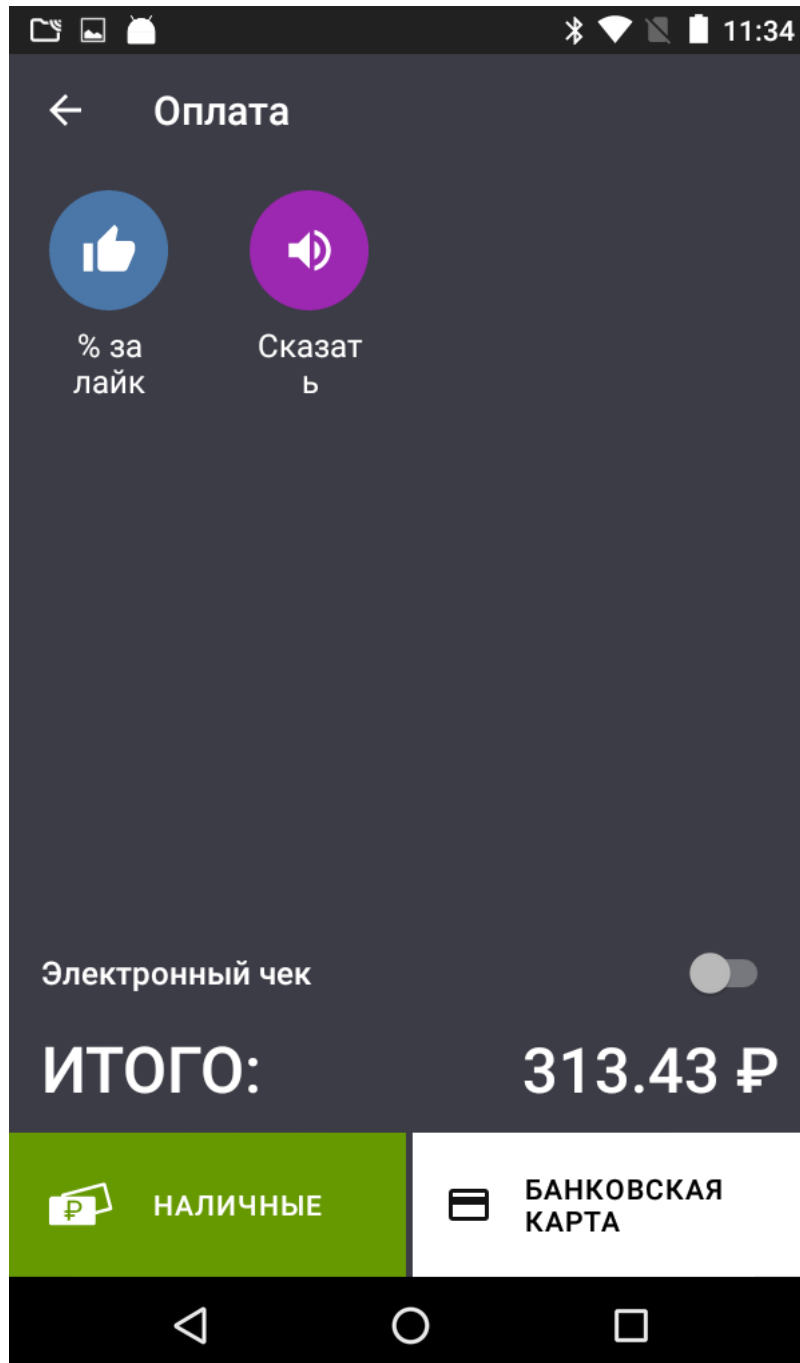 11:34
Оплата
% за
лайк
Сказат
ь
Электронный чек
ИТОГО: 313.43 ₽
НАЛИЧНЫЕ
БАНКОВСКАЯ
КАРТА